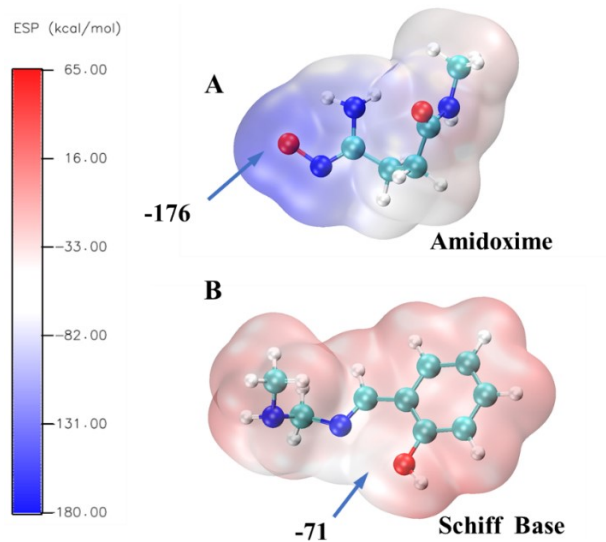 ESP (kcal/mol)
65.00
16.00
-33.00
-82.00
-131.00
-180.00
A
-176
Amidoxime
B
-71
Schiff Base